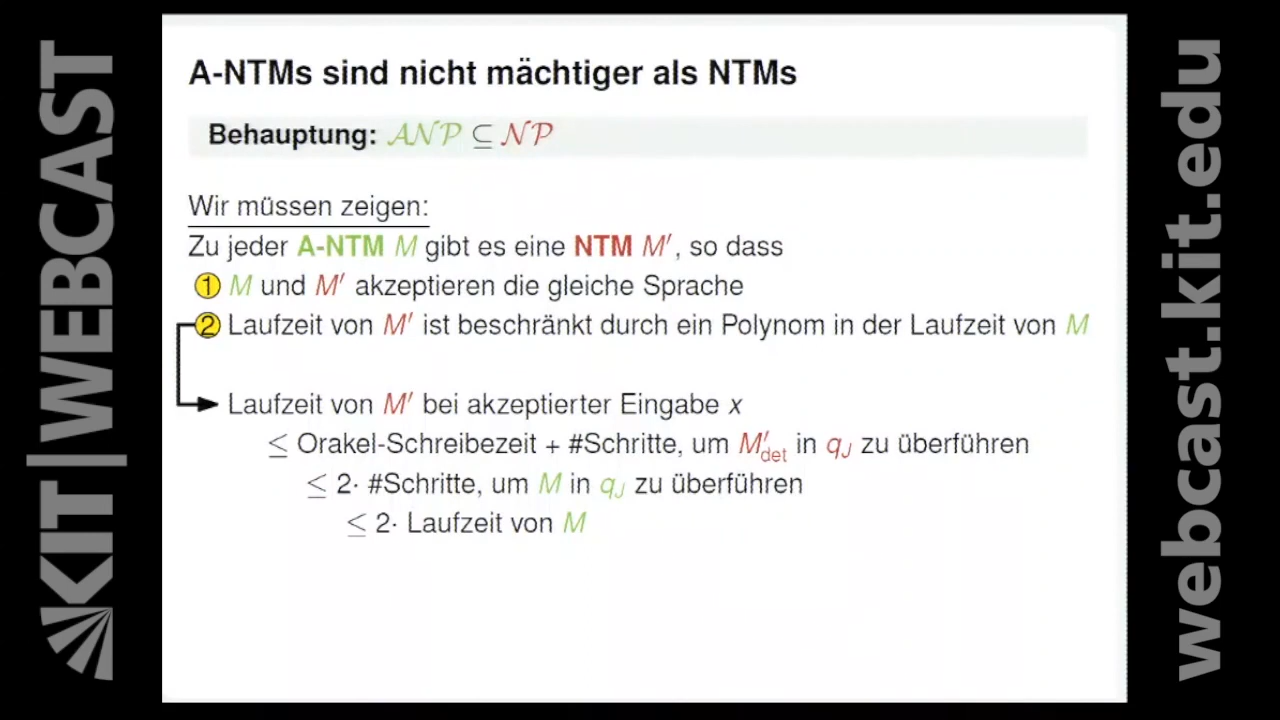 KIT | WEBCAST
A-NTMs sind nicht mächtiger als NTMs
Behauptung: 𝒜𝒩𝒫 ⊆ 𝒩𝒫
Wir müssen zeigen:
Zu jeder A-NTM M gibt es eine NTM M′, so dass
1 M und M′ akzeptieren die gleiche Sprache
2 Laufzeit von M′ ist beschränkt durch ein Polynom in der Laufzeit von M
Laufzeit von M′ bei akzeptierter Eingabe x
≤ Orakel-Schreibezeit + #Schritte, um M′det in qJ zu überführen
≤ 2· #Schritte, um M in qJ zu überführen
≤ 2· Laufzeit von M
webcast.kit.edu